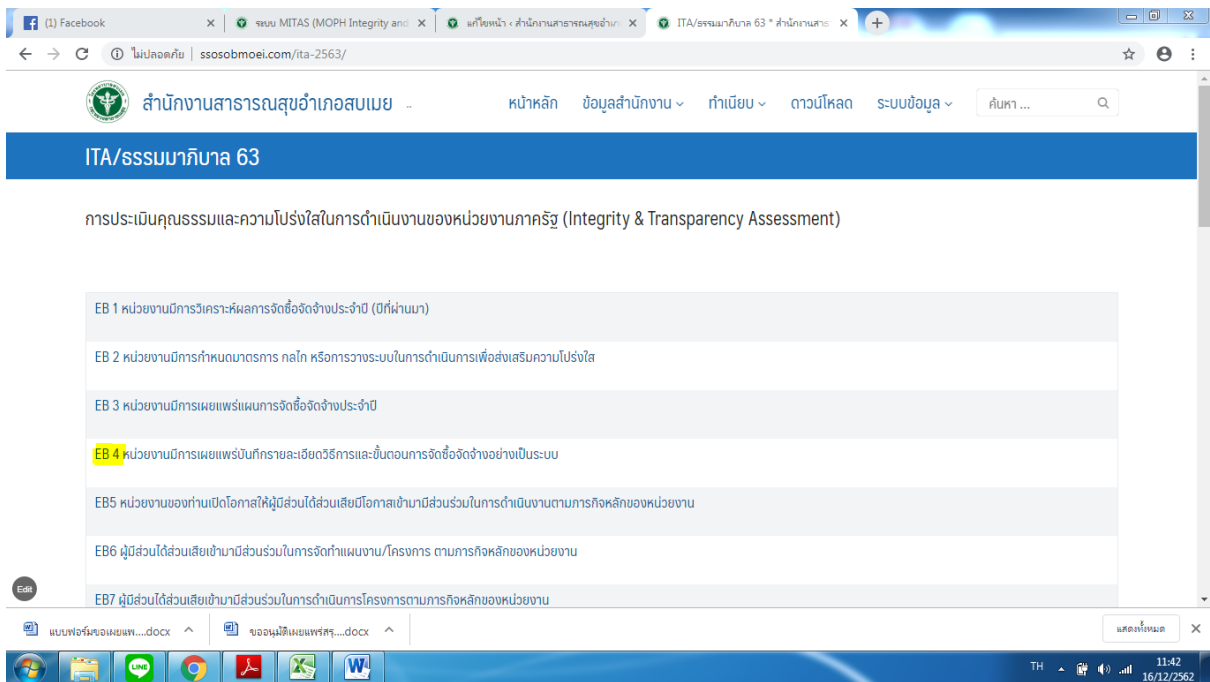 (1) Facebook
ระบบ MITAS (MOPH Integrity and
แก้ไขหน้า ‹ สำนักงานสาธารณสุขอำเภ
ITA/ธรรมาภิบาล 63 * สำนักงานสาธ
ไม่ปลอดภัย | ssosobmoei.com/ita-2563/
สำนักงานสาธารณสุขอำเภอสบเมย
หน้าหลัก ข้อมูลสำนักงาน ทำเนียบ ดาวน์โหลด ระบบข้อมูล ค้นหา ...
ITA/ธรรมมาภิบาล 63
การประเมินคุณธรรมและความโปร่งใสในการดำเนินงานของหน่วยงานภาครัฐ (Integrity & Transparency Assessment)
EB 1 หน่วยงานมีการวิเคราะห์ผลการจัดซื้อจัดจ้างประจำปี (ปีที่ผ่านมา)
EB 2 หน่วยงานมีการกำหนดมาตรการ กลไก หรือการวางระบบในการดำเนินการเพื่อส่งเสริมความโปร่งใส
EB 3 หน่วยงานมีการเผยแพร่แผนการจัดซื้อจัดจ้างประจำปี
EB 4 หน่วยงานมีการเผยแพร่บันทึกรายละเอียดวิธีการและขั้นตอนการจัดซื้อจัดจ้างอย่างเป็นระบบ
EB5 หน่วยงานของท่านเปิดโอกาสให้ผู้มีส่วนได้ส่วนเสียมีโอกาสเข้ามามีส่วนร่วมในการดำเนินงานตามภารกิจหลักของหน่วยงาน
EB6 ผู้มีส่วนได้ส่วนเสียเข้ามามีส่วนร่วมในการจัดทำแผนงาน/โครงการ ตามภารกิจหลักของหน่วยงาน
Edit
EB7 ผู้มีส่วนได้ส่วนเสียเข้ามามีส่วนร่วมในการดำเนินการโครงการตามภารกิจหลักของหน่วยงาน
แบบฟอร์มขอเผยแพ....docx
ขออนุมัติเผยแพร่สรุ....docx
แสดงทั้งหมด
LINE
TH
11:42
16/12/2562